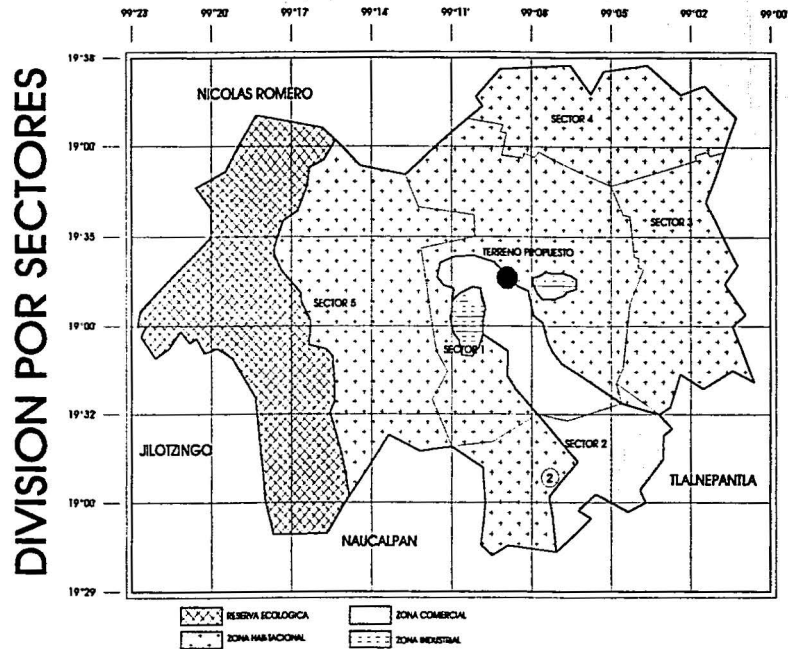 99°23 99°20 99°17 99°14 99°11 99°08 99°05 99°02 99°00
DIVISION POR SECTORES
19°38
NICOLAS ROMERO
SECTOR 4
19°00
SECTOR 3
19°35
TERRENO PROPUESTO
SECTOR 5
19°00
SECTOR 1
19°32
JILOTZINGO
SECTOR 2
2
TLALNEPANTLA
19°00
NAUCALPAN
19°29
RESERVA ECOLOGICA
ZONA COMERCIAL
ZONA HABITACIONAL
ZONA INDUSTRIAL